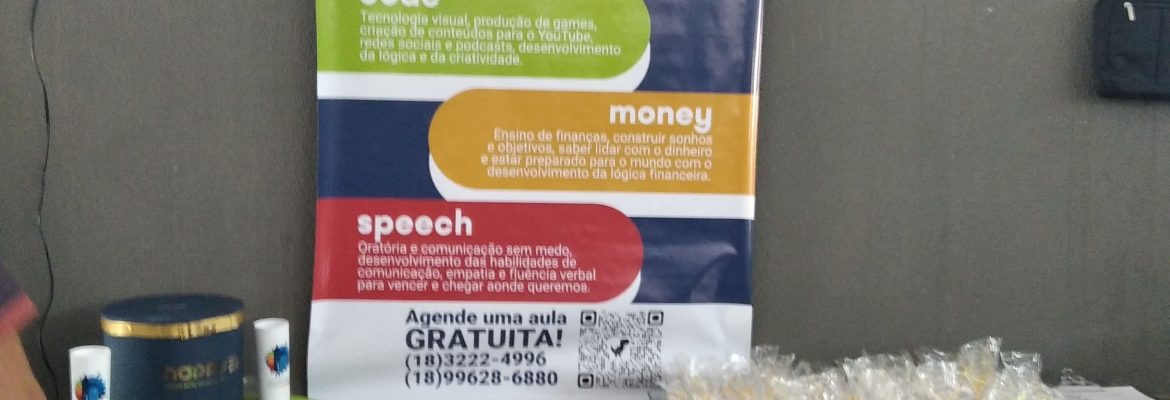 code
Tecnologia visual, produção de games,
criação de conteúdos para o YouTube,
redes sociais e podcasts, desenvolvimento
da lógica e da criatividade.
money
Ensino de finanças, construir sonhos
e objetivos, saber lidar com o dinheiro
e estar preparado para o mundo com o
desenvolvimento da lógica financeira.
speech
Oratória e comunicação sem medo,
desenvolvimento das habilidades de
comunicação, empatia e fluência verbal
para vencer e chegar aonde queremos.
Agende uma aula
GRATUITA!
(18)3222-4996
(18)99628-6880